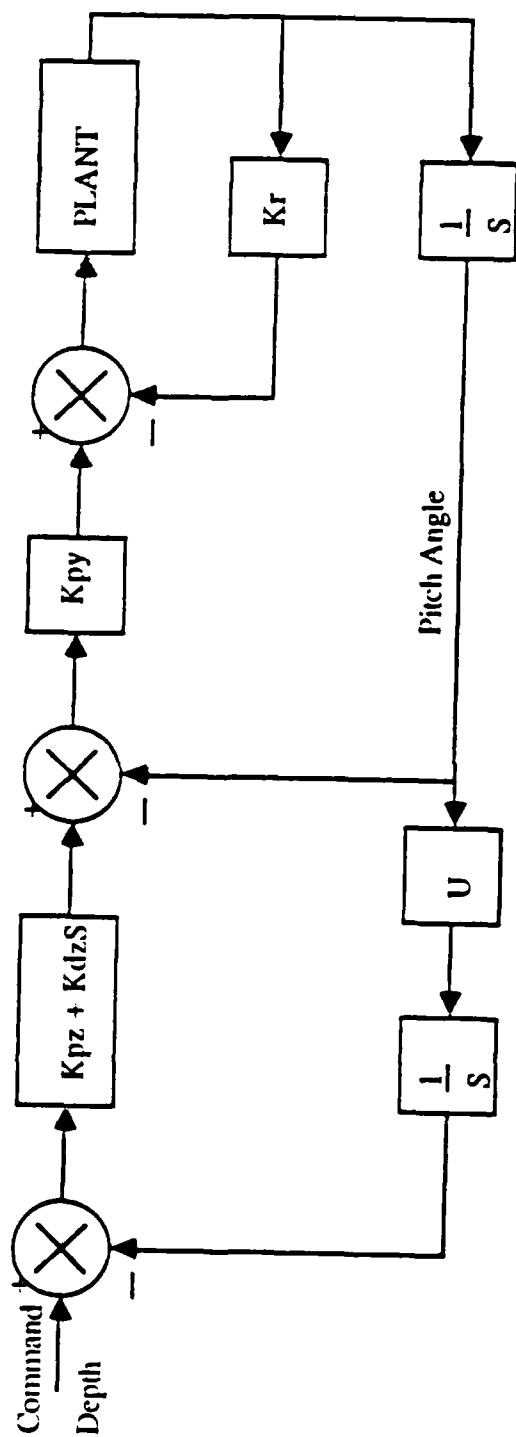 Command
Depth
+
−
Kpz + KdzS
+
−
Kpy
+
−
PLANT
Kr
1
S
Pitch Angle
U
1
S